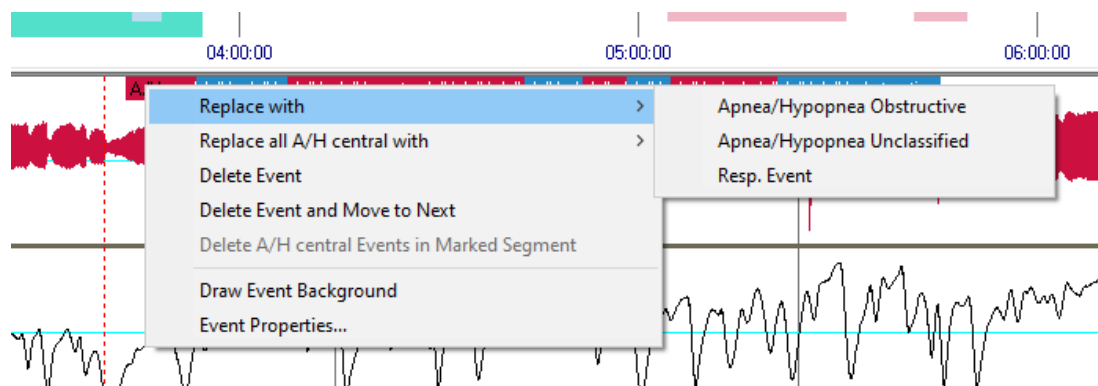 04:00:00
05:00:00
06:00:00
Replace with
Replace all A/H central with
Delete Event
Delete Event and Move to Next
Delete A/H central Events in Marked Segment
Draw Event Background
Event Properties...
Apnea/Hypopnea Obstructive
Apnea/Hypopnea Unclassified
Resp. Event